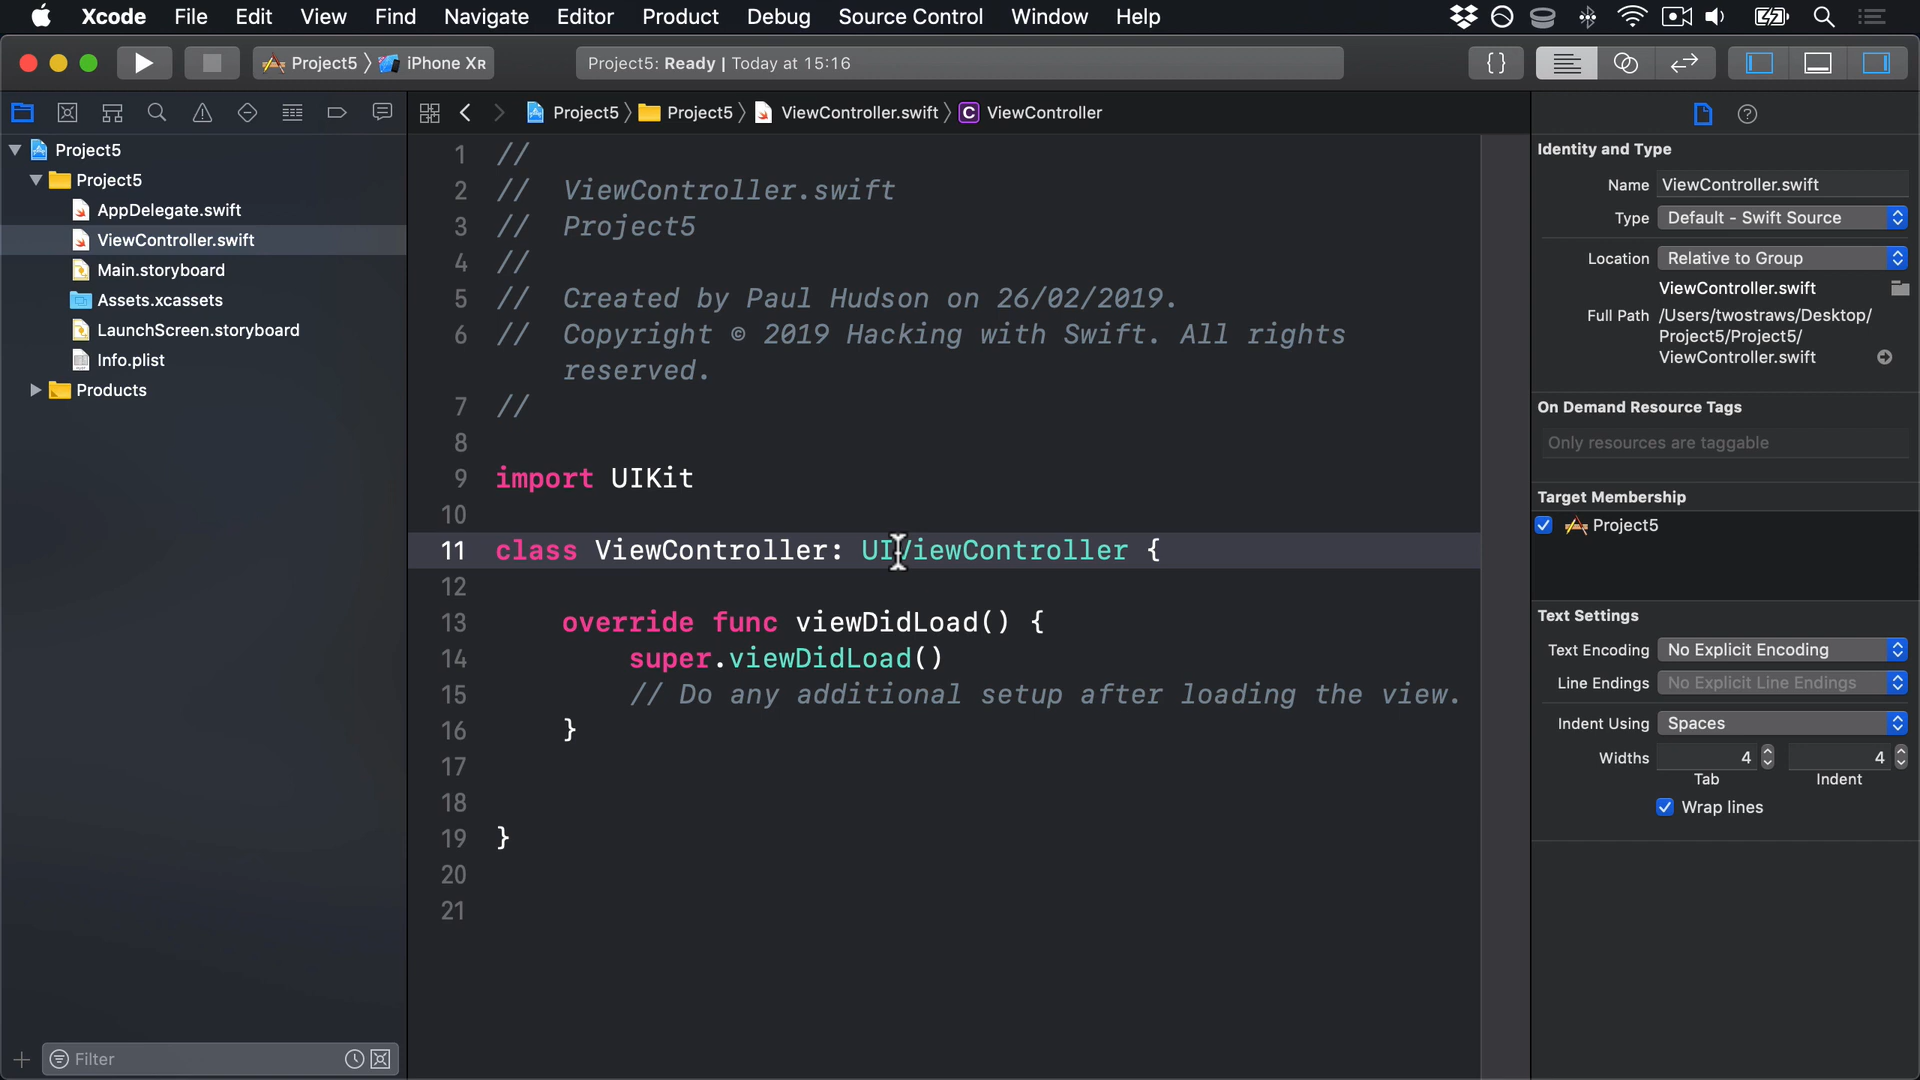 Xcode File Edit View Find Navigate Editor Product Debug Source Control Window Help
Project5 iPhone XR
Project5: Ready | Today at 15:16
{}
Project5 Project5 ViewController.swift C ViewController
Project5
Project5
AppDelegate.swift
ViewController.swift
Main.storyboard
Assets.xcassets
LaunchScreen.storyboard
Info.plist
Products
Filter
1 //
2 // ViewController.swift
3 // Project5
4 //
5 // Created by Paul Hudson on 26/02/2019.
6 // Copyright © 2019 Hacking with Swift. All rights
reserved.
7 //
8
9 import UIKit
10
11 class ViewController: UIViewController {
12
13 override func viewDidLoad() {
14 super.viewDidLoad()
15 // Do any additional setup after loading the view.
16 }
17
18
19 }
20
21
Identity and Type
Name ViewController.swift
Type Default - Swift Source
Location Relative to Group
ViewController.swift
Full Path /Users/twostraws/Desktop/
Project5/Project5/
ViewController.swift
On Demand Resource Tags
Only resources are taggable
Target Membership
Project5
Text Settings
Text Encoding No Explicit Encoding
Line Endings No Explicit Line Endings
Indent Using Spaces
Widths 4 4
Tab Indent
Wrap lines